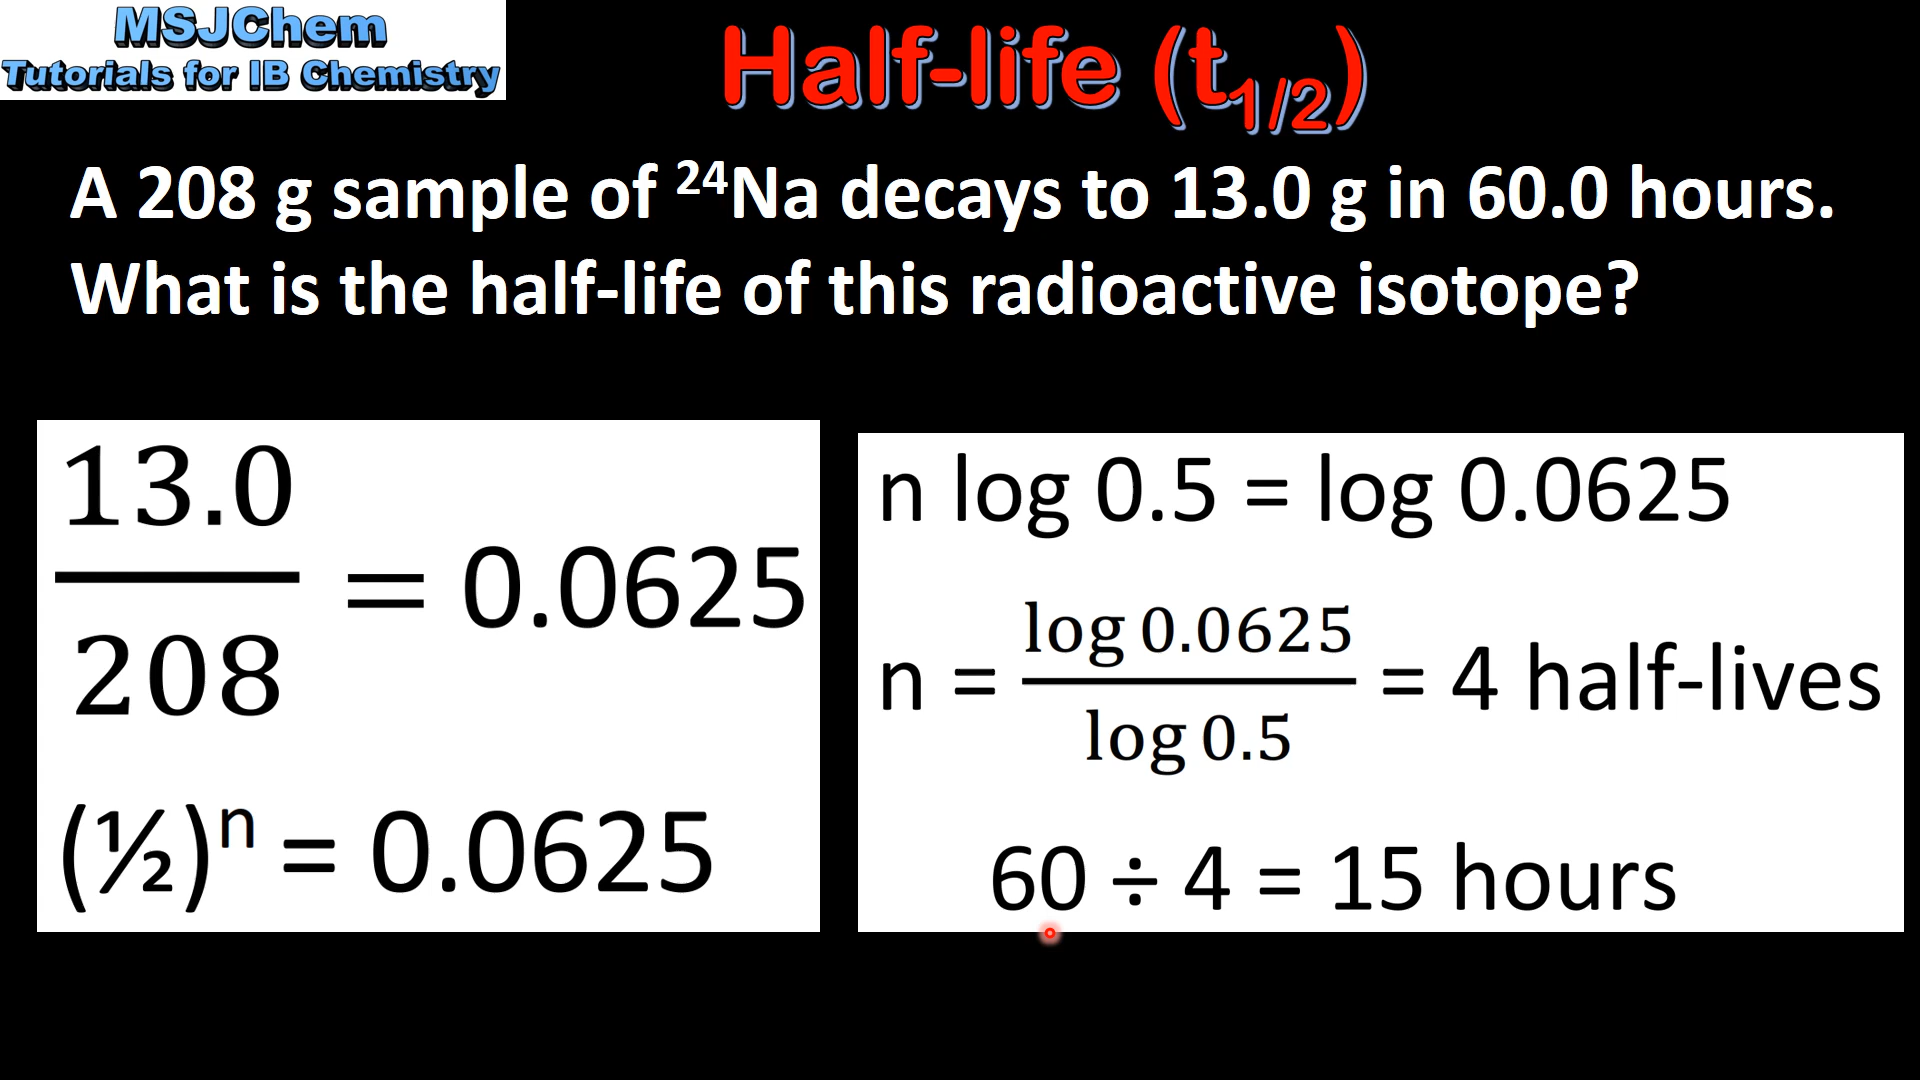 MSJChem
Tutorials for IB Chemistry
Half-life (t1/2)
A 208 g sample of ²⁴Na decays to 13.0 g in 60.0 hours.
What is the half-life of this radioactive isotope?
13.0
208
= 0.0625
(½)ⁿ = 0.0625
n log 0.5 = log 0.0625
n = log 0.0625 / log 0.5 = 4 half-lives
60 ÷ 4 = 15 hours